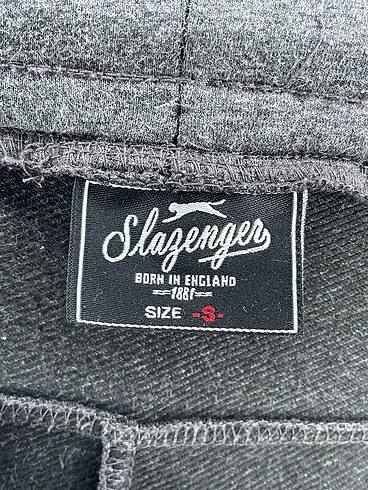 Slazenger
BORN IN ENGLAND
1881
SIZE -S-